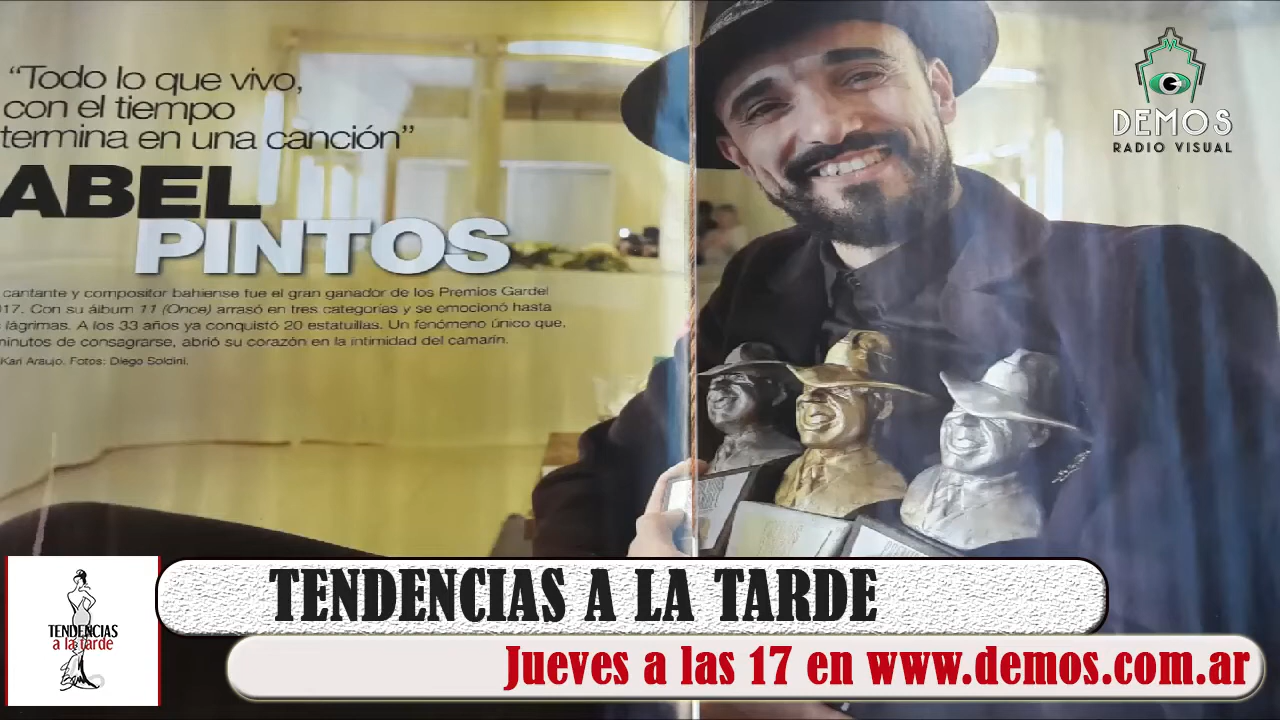 “Todo lo que vivo,
con el tiempo
termina en una canción”
ABEL
PINTOS
cantante y compositor bahiense fue el gran ganador de los Premios Gardel
017. Con su álbum 11 (Once) arrasó en tres categorías y se emocionó hasta
lágrimas. A los 33 años ya conquistó 20 estatuillas. Un fenómeno único que,
minutos de consagrarse, abrió su corazón en la intimidad del camarín.
Kari Araujo. Fotos: Diego Soldini.
DEMOS
RADIO VISUAL
TENDENCIAS
a la tarde
TENDENCIAS A LA TARDE
Jueves a las 17 en www.demos.com.ar